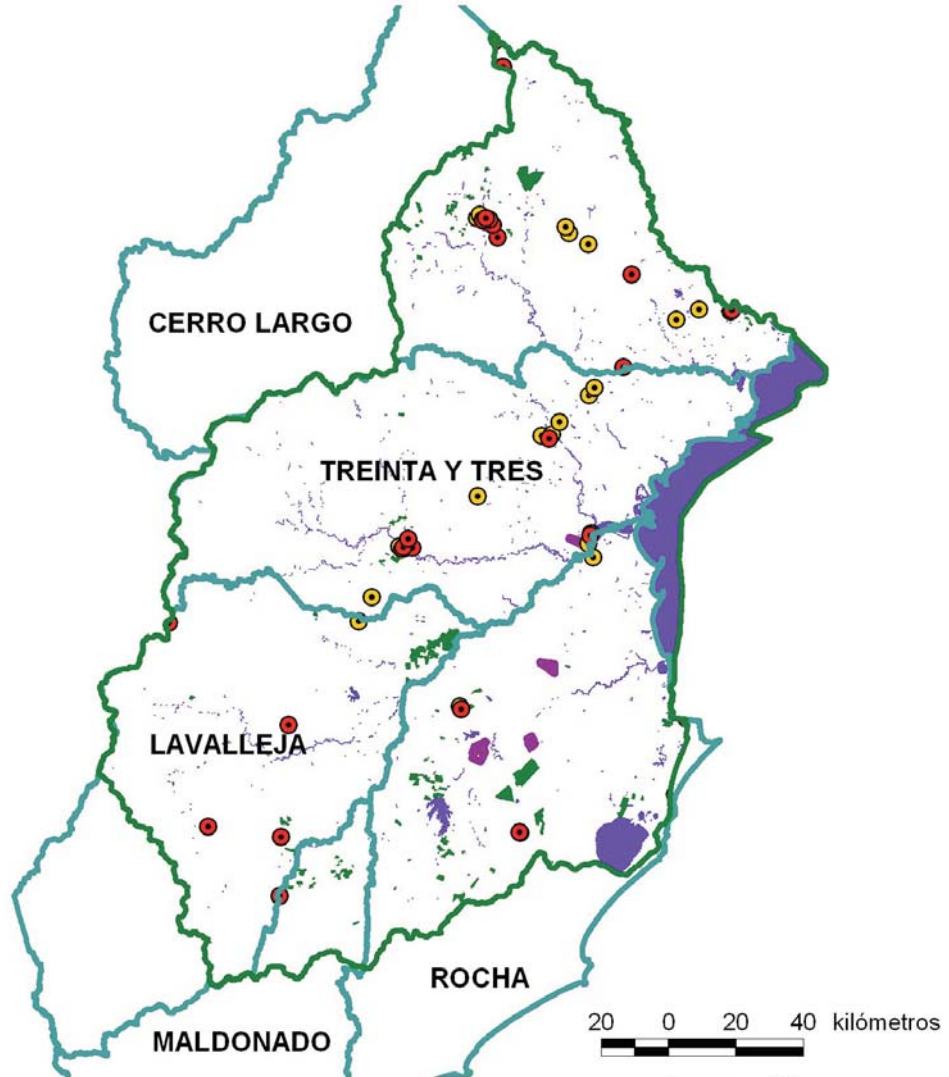 CERRO LARGO
TREINTA Y TRES
LAVALLEJA
ROCHA
MALDONADO
20 0 20 40 kilómetros